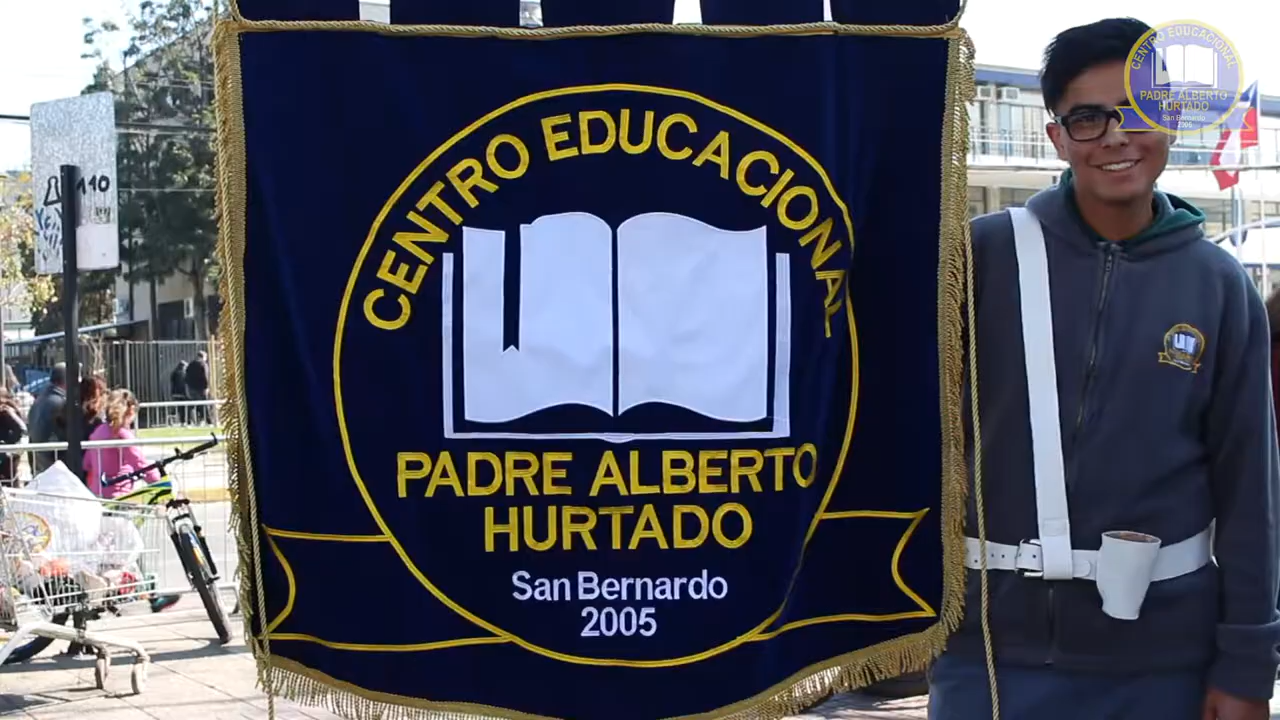 CENTRO EDUCACIONAL
PADRE ALBERTO
HURTADO
San Bernardo
2005
CENTRO EDUCACIONAL
PADRE ALBERTO
HURTADO
San Bernardo